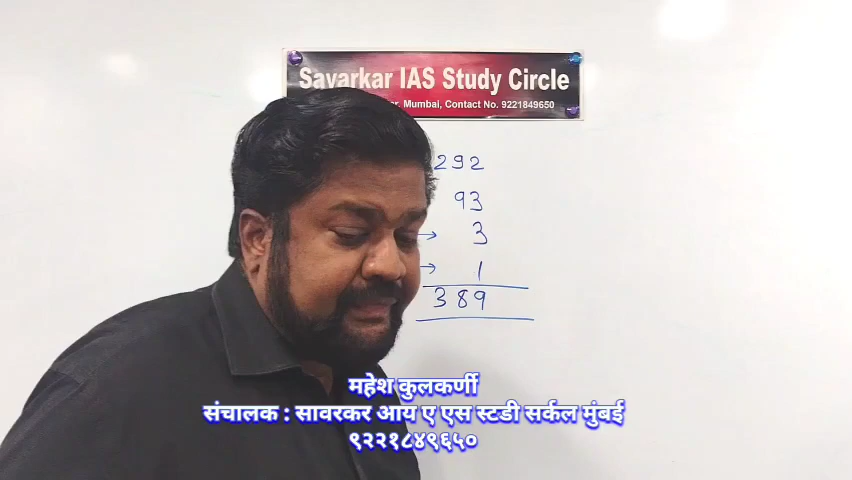 Savarkar IAS Study Circle
Mumbai, Contact No. 9221849650
292
93
→ 3
→ 1
389
महेश कुलकर्णी
संचालक : सावरकर आय ए एस स्टडी सर्कल मुंबई
९२२१८४९६५०